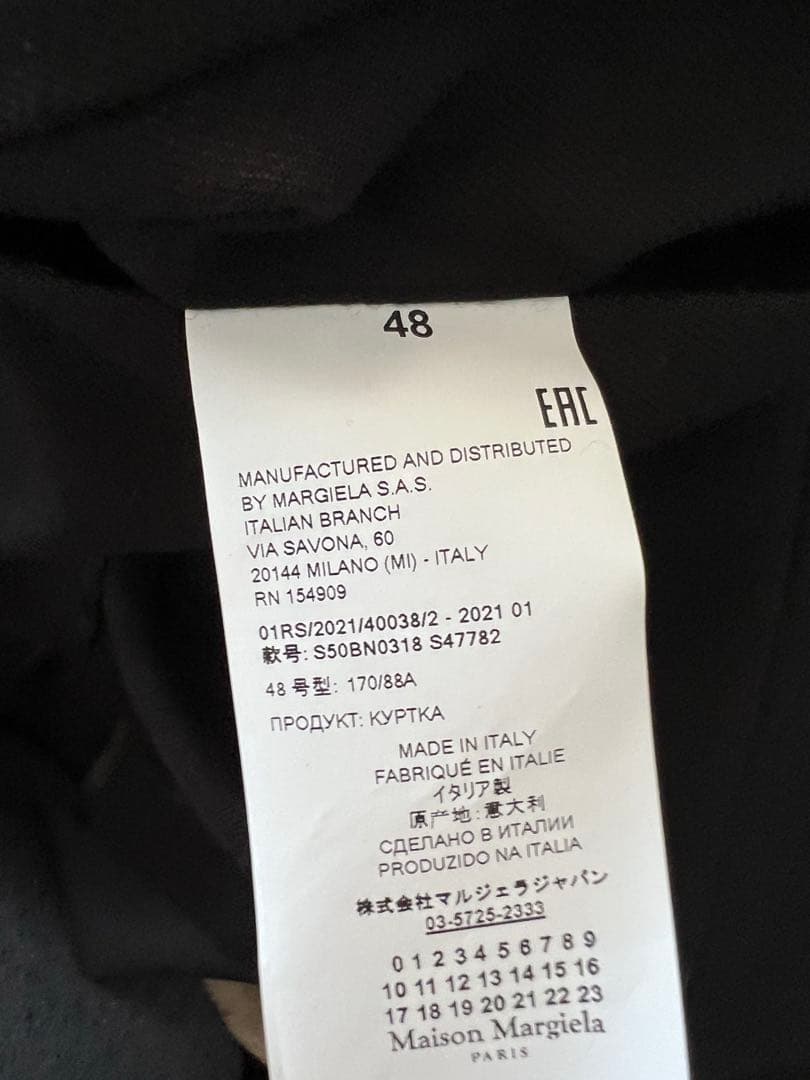 48
EAC
MANUFACTURED AND DISTRIBUTED
BY MARGIELA S.A.S.
ITALIAN BRANCH
VIA SAVONA, 60
20144 MILANO (MI) - ITALY
RN 154909
01RS/2021/40038/2 - 2021 01
款号: S50BN0318 S47782
48 号型: 170/88A
ПРОДУКТ: КУРТКА
MADE IN ITALY
FABRIQUÉ EN ITALIE
イタリア製
原产地: 意大利
СДЕЛАНО В ИТАЛИИ
PRODUZIDO NA ITALIA
株式会社マルジェラジャパン
03-5725-2333
0 1 2 3 4 5 6 7 8 9
10 11 12 13 14 15 16
17 18 19 20 21 22 23
Maison Margiela
PARIS